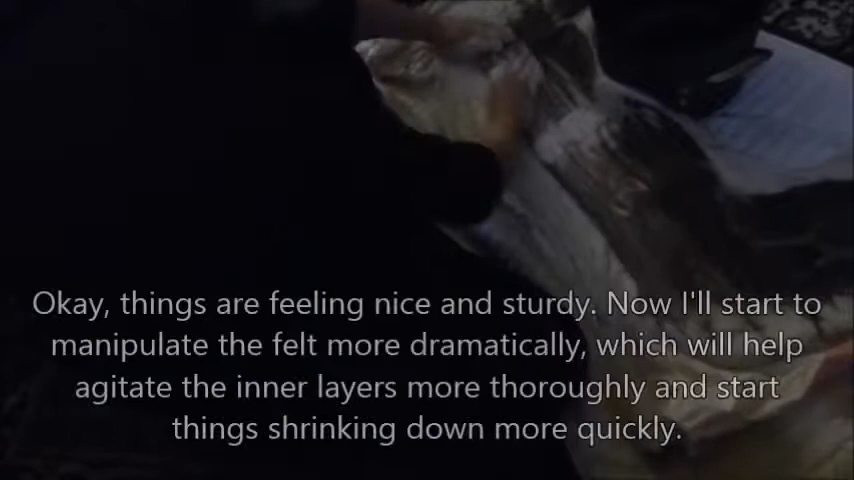 Okay, things are feeling nice and sturdy. Now I'll start to
manipulate the felt more dramatically, which will help
agitate the inner layers more thoroughly and start
things shrinking down more quickly.